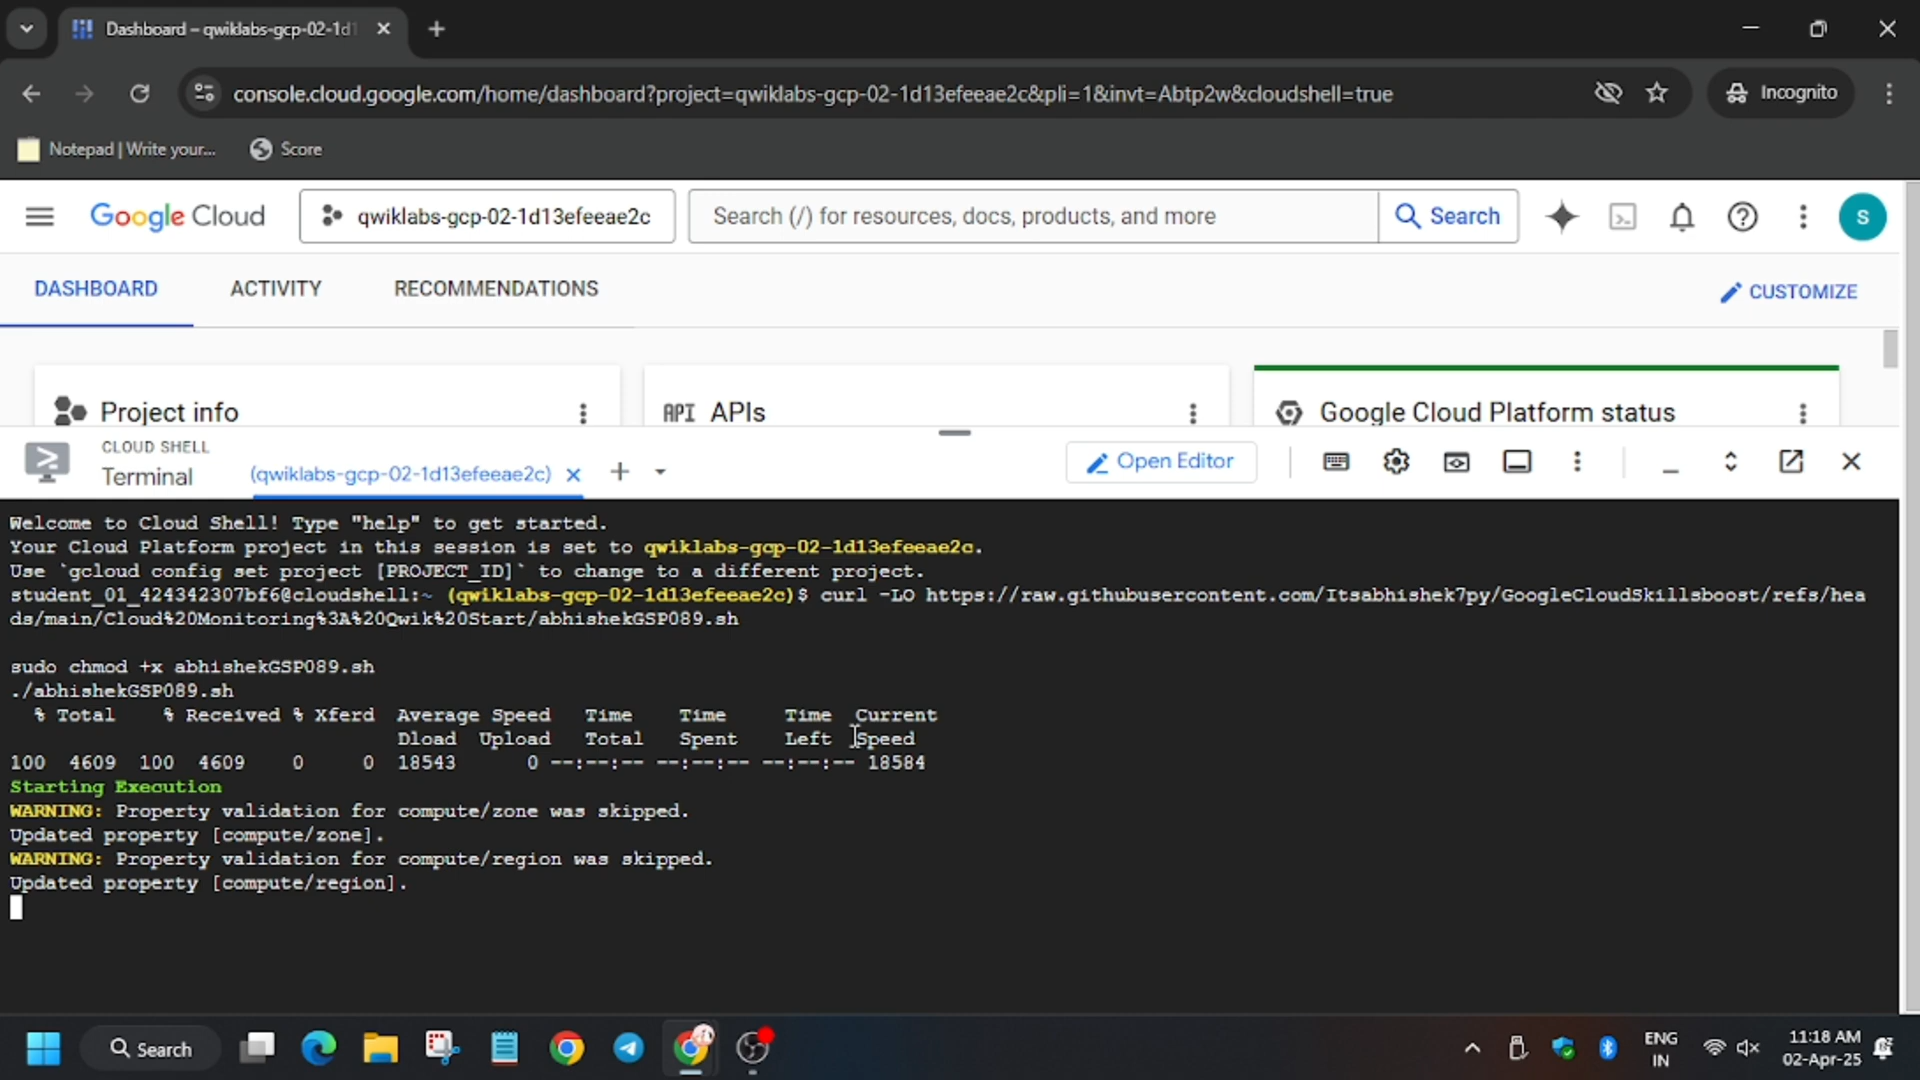 Dashboard – qwiklabs-gcp-02-1d1
console.cloud.google.com/home/dashboard?project=qwiklabs-gcp-02-1d13efeeae2c&pli=1&invt=Abtp2w&cloudshell=true
Incognito
Notepad | Write your...
Score
Google Cloud
qwiklabs-gcp-02-1d13efeeae2c
Search (/) for resources, docs, products, and more
Search
S
DASHBOARD
ACTIVITY
RECOMMENDATIONS
CUSTOMIZE
Project info
API APIs
Google Cloud Platform status
CLOUD SHELL
Terminal
(qwiklabs-gcp-02-1d13efeeae2c)
Open Editor
Welcome to Cloud Shell! Type "help" to get started.
Your Cloud Platform project in this session is set to qwiklabs-gcp-02-1d13efeeae2c.
Use `gcloud config set project [PROJECT_ID]` to change to a different project.
student_01_424342307bf6@cloudshell:~ (qwiklabs-gcp-02-1d13efeeae2c)$ curl -LO https://raw.githubusercontent.com/Itsabhishek7py/GoogleCloudSkillsboost/refs/hea
ds/main/Cloud%20Monitoring%3A%20Qwik%20Start/abhishekGSP089.sh
sudo chmod +x abhishekGSP089.sh
./abhishekGSP089.sh
% Total % Received % Xferd Average Speed Time Time Time Current
Dload Upload Total Spent Left Speed
100 4609 100 4609 0 0 18543 0 --:--:-- --:--:-- --:--:-- 18584
Starting Execution
WARNING: Property validation for compute/zone was skipped.
Updated property [compute/zone].
WARNING: Property validation for compute/region was skipped.
Updated property [compute/region].
Search
ENG
IN
11:18 AM
02-Apr-25